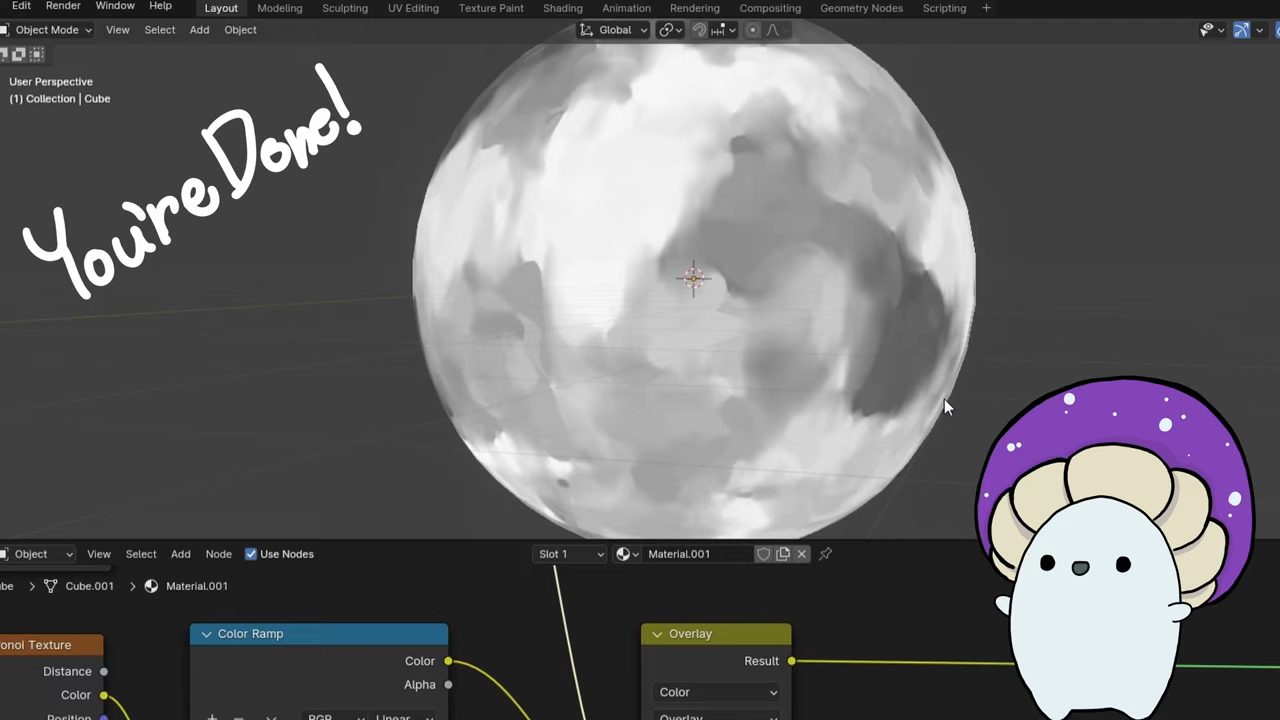 Edit Render Window Help Layout Modeling Sculpting UV Editing Texture Paint Shading Animation Rendering Compositing Geometry Nodes Scripting +
Object Mode View Select Add Object Global
User Perspective
(1) Collection | Cube
You're Done!
Object View Select Add Node Use Nodes Slot 1 Material.001
Cube.001 Material.001
Color Ramp Overlay
Color Result
Distance
Alpha
Color Color
RGB Linear Overlay